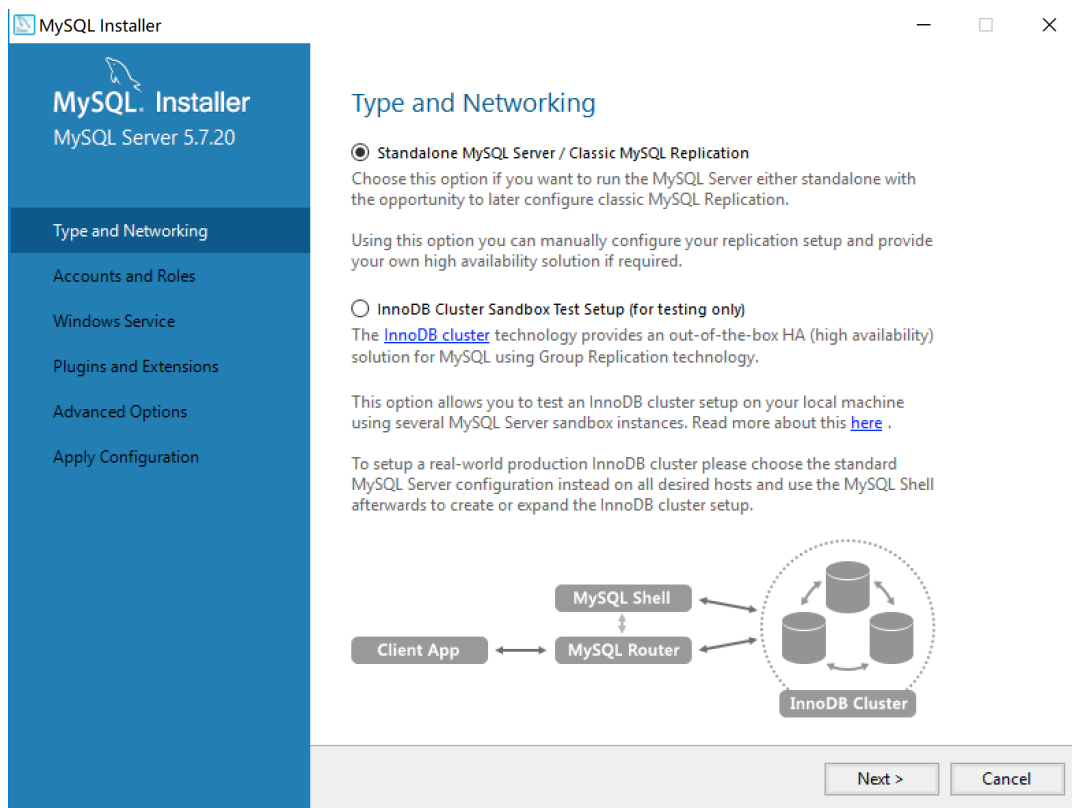 MySQL Installer
MySQL. Installer
MySQL Server 5.7.20
Type and Networking
Accounts and Roles
Windows Service
Plugins and Extensions
Advanced Options
Apply Configuration
Type and Networking
Standalone MySQL Server / Classic MySQL Replication
Choose this option if you want to run the MySQL Server either standalone with
the opportunity to later configure classic MySQL Replication.
Using this option you can manually configure your replication setup and provide
your own high availability solution if required.
InnoDB Cluster Sandbox Test Setup (for testing only)
The InnoDB cluster technology provides an out-of-the-box HA (high availability)
solution for MySQL using Group Replication technology.
This option allows you to test an InnoDB cluster setup on your local machine
using several MySQL Server sandbox instances. Read more about this here .
To setup a real-world production InnoDB cluster please choose the standard
MySQL Server configuration instead on all desired hosts and use the MySQL Shell
afterwards to create or expand the InnoDB cluster setup.
MySQL Shell
Client App
MySQL Router
InnoDB Cluster
Next >
Cancel